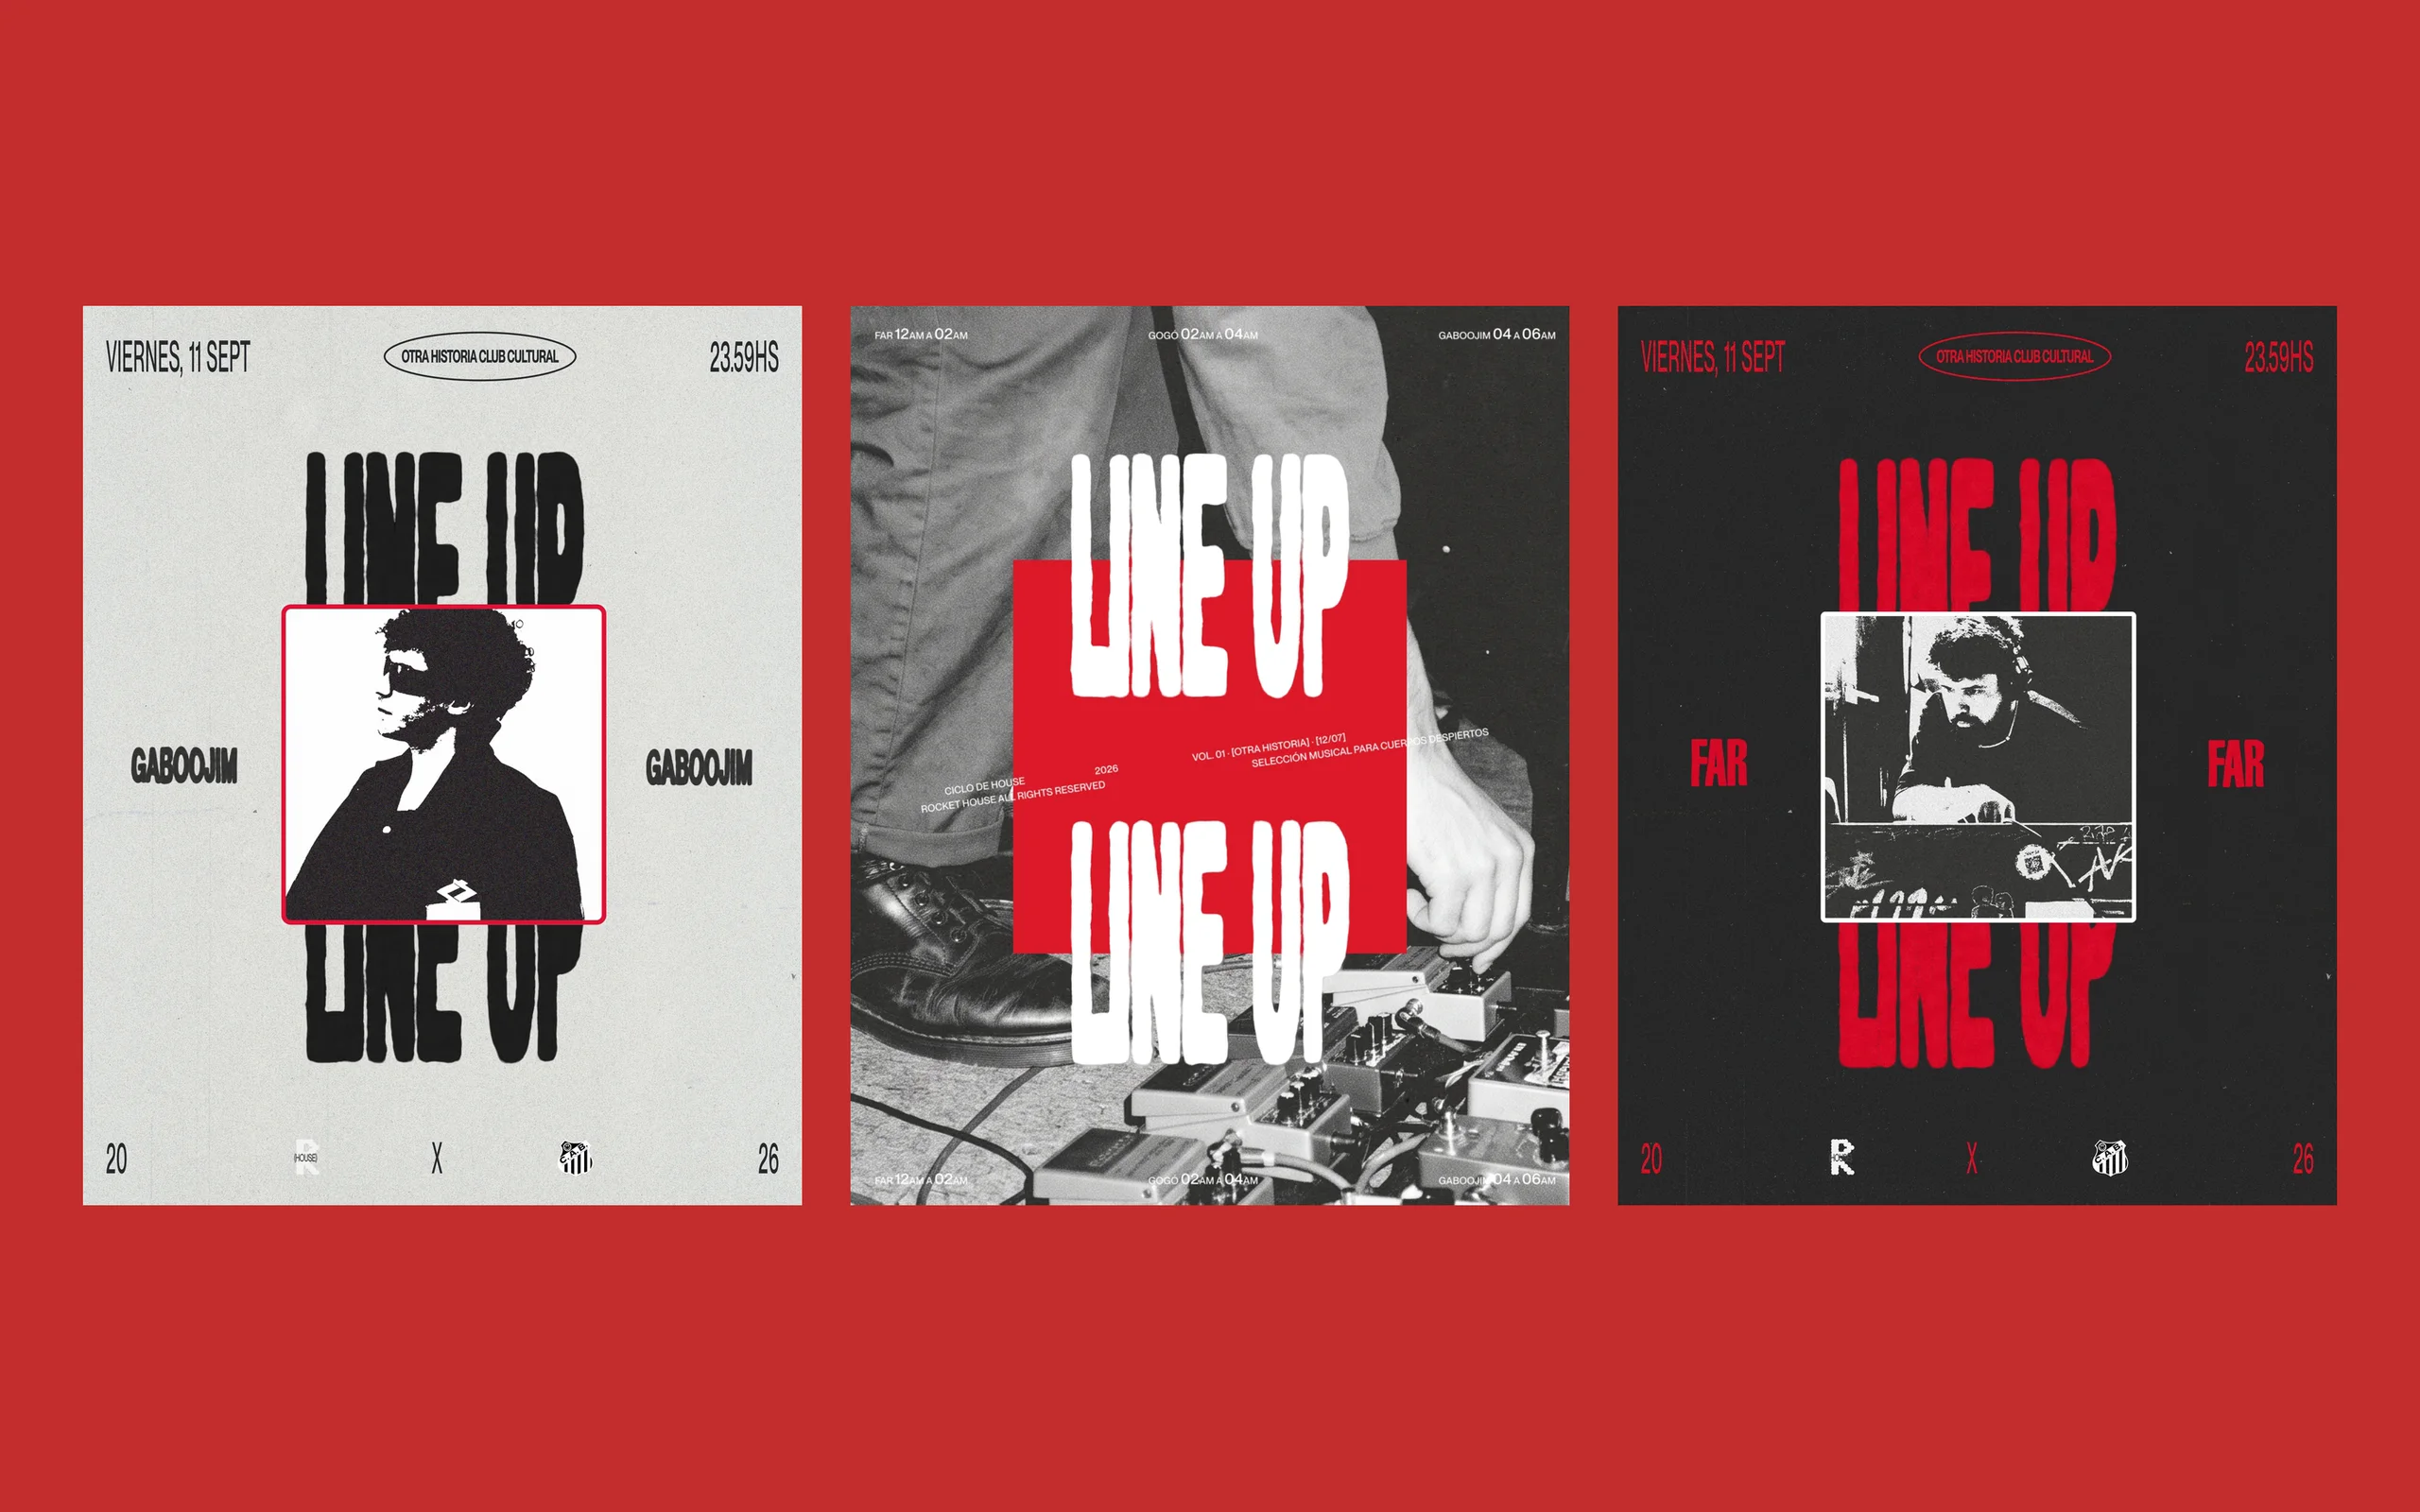 VIERNES, 11 SEPT
OTRA HISTORIA CLUB CULTURAL
23.59HS
LINE UP
GABOOJIM
GABOOJIM
LINE UP
20
R
(HOUSE)
X
26
FAR 12AM A 02AM
GOGÓ 02AM A 04AM
GABOOJIM 04 A 06AM
LINE UP
VOL. 01 · [OTRA HISTORIA] · [12/07]
SELECCIÓN MUSICAL PARA CUERPOS DESPIERTOS
2026
CICLO DE HOUSE
ROCKET HOUSE ALL RIGHTS RESERVED
LINE UP
FAR 12AM A 02AM
GOGO 02AM A 04AM
GABOOJIM 04 A 06AM
VIERNES, 11 SEPT
OTRA HISTORIA CLUB CULTURAL
23.59HS
LINE UP
FAR
FAR
LINE UP
20
R
X
26